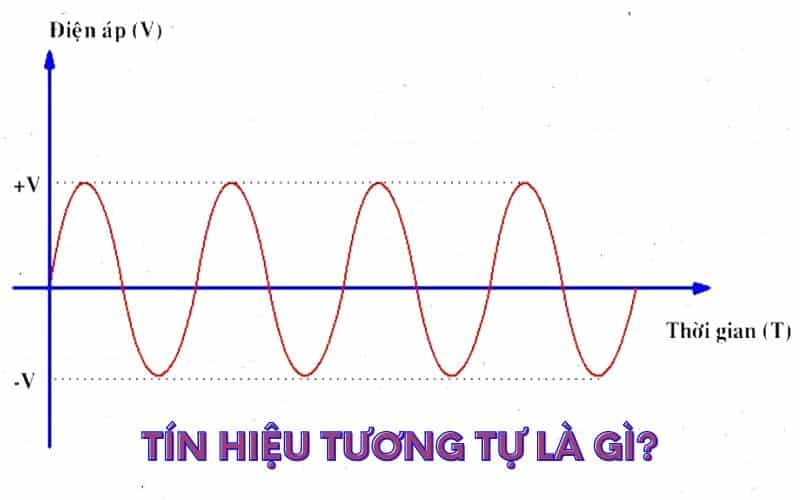 Điện áp (V)
+V
Thời gian (T)
-V
TÍN HIỆU TƯƠNG TỰ LÀ GÌ?